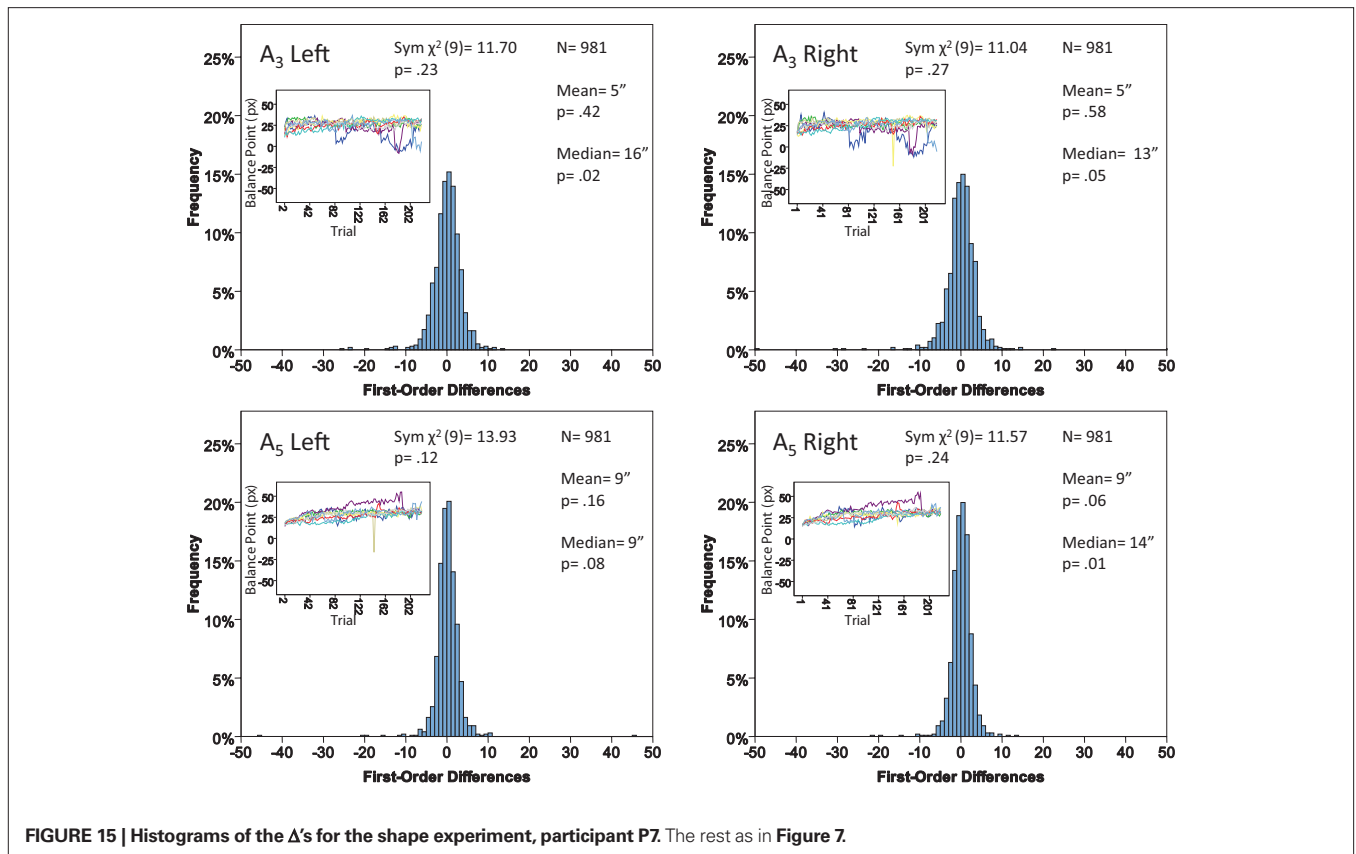 A3 Left
Sym χ² (9)= 11.70
p= .23
N= 981
Mean= 5″
p= .42
Median= 16″
p= .02
25%
20%
15%
10%
5%
0%
Frequency
Balance Point (px)
50
25
0
-25
-50
2 42 82 122 162 202
Trial
-50 -40 -30 -20 -10 0 10 20 30 40 50
First-Order Differences
A3 Right
Sym χ² (9)= 11.04
p= .27
N= 981
Mean= 5″
p= .58
Median= 13″
p= .05
25%
20%
15%
10%
5%
0%
Frequency
Balance Point (px)
50
25
0
-25
-50
1 41 81 121 161 201
Trial
-50 -40 -30 -20 -10 0 10 20 30 40 50
First-Order Differences
A5 Left
Sym χ² (9)= 13.93
p= .12
N= 981
Mean= 9″
p= .16
Median= 9″
p= .08
25%
20%
15%
10%
5%
0%
Frequency
Balance Point (px)
50
25
0
-25
-50
2 42 82 122 162 202
Trial
-50 -40 -30 -20 -10 0 10 20 30 40 50
First-Order Differences
A5 Right
Sym χ² (9)= 11.57
p= .24
N= 981
Mean= 9″
p= .06
Median= 14″
p= .01
25%
20%
15%
10%
5%
0%
Frequency
Balance Point (px)
50
25
0
-25
-50
1 41 81 121 161 201
Trial
-50 -40 -30 -20 -10 0 10 20 30 40 50
First-Order Differences
FIGURE 15 | Histograms of the Δ's for the shape experiment, participant P7. The rest as in Figure 7.